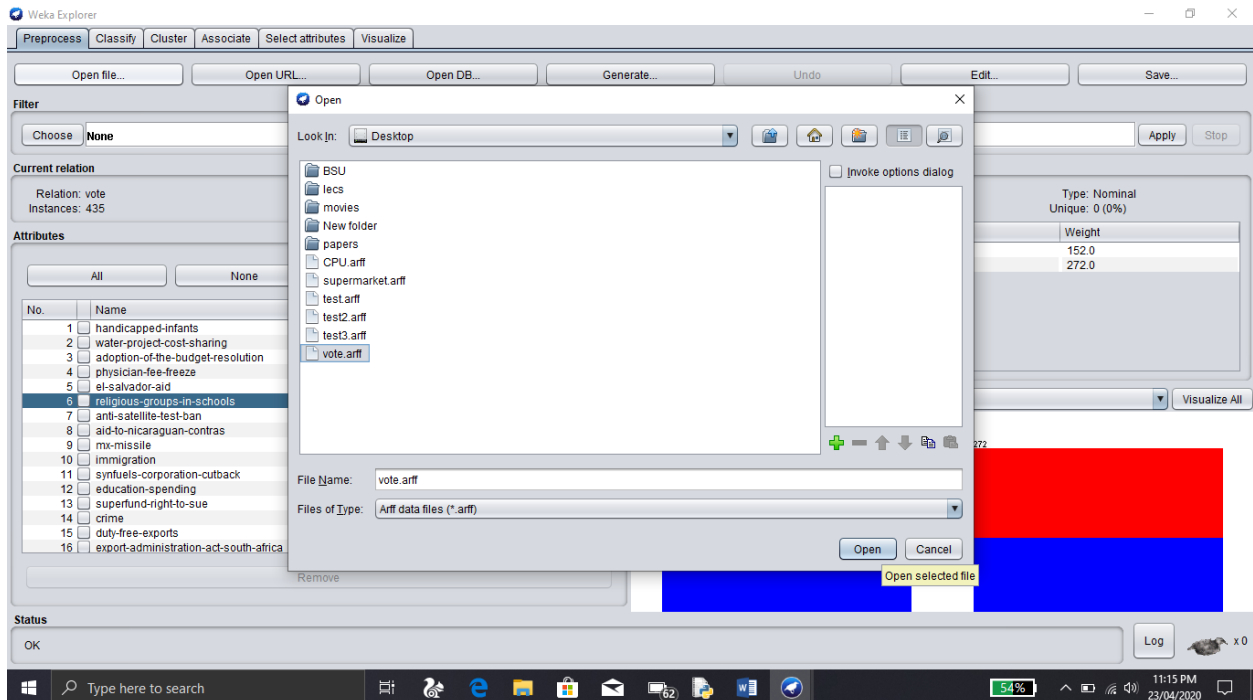 Weka Explorer
Preprocess Classify Cluster Associate Select attributes Visualize
Open file... Open URL... Open DB... Generate... Undo Edit... Save...
Filter
Choose None Apply Stop
Current relation
Relation: vote
Instances: 435
Type: Nominal
Unique: 0 (0%)
Weight
152.0
272.0
Attributes
All None
No. Name
1 handicapped-infants
2 water-project-cost-sharing
3 adoption-of-the-budget-resolution
4 physician-fee-freeze
5 el-salvador-aid
6 religious-groups-in-schools
7 anti-satellite-test-ban
8 aid-to-nicaraguan-contras
9 mx-missile
10 immigration
11 synfuels-corporation-cutback
12 education-spending
13 superfund-right-to-sue
14 crime
15 duty-free-exports
16 export-administration-act-south-africa
Remove
Visualize All
272
Open
Look In: Desktop
BSU
lecs
movies
New folder
papers
CPU.arff
supermarket.arff
test.arff
test2.arff
test3.arff
vote.arff
Invoke options dialog
File Name: vote.arff
Files of Type: Arff data files (*.arff)
Open Cancel
Open selected file
Status
OK
Log x 0
Type here to search
62
54%
11:15 PM
23/04/2020